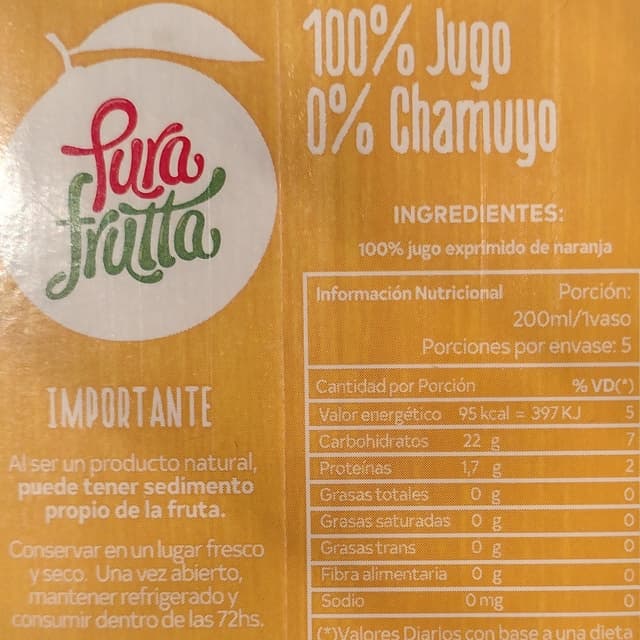 Pura
frutta
IMPORTANTE
Al ser un producto natural,
puede tener sedimento
propio de la fruta.
Conservar en un lugar fresco
y seco. Una vez abierto,
mantener refrigerado y
consumir dentro de las 72hs.
100% Jugo
0% Chamuyo
INGREDIENTES:
100% jugo exprimido de naranja
Información Nutricional Porción:
200ml/1vaso
Porciones por envase: 5
Cantidad por Porción % VD(*)
Valor energético 95 kcal = 397 KJ 5
Carbohidratos 22 g 7
Proteínas 1,7 g 2
Grasas totales 0 g 0
Grasas saturadas 0 g 0
Grasas trans 0 g 0
Fibra alimentaria 0 g 0
Sodio 0 mg 0
(*)Valores Diarios con base a una dieta